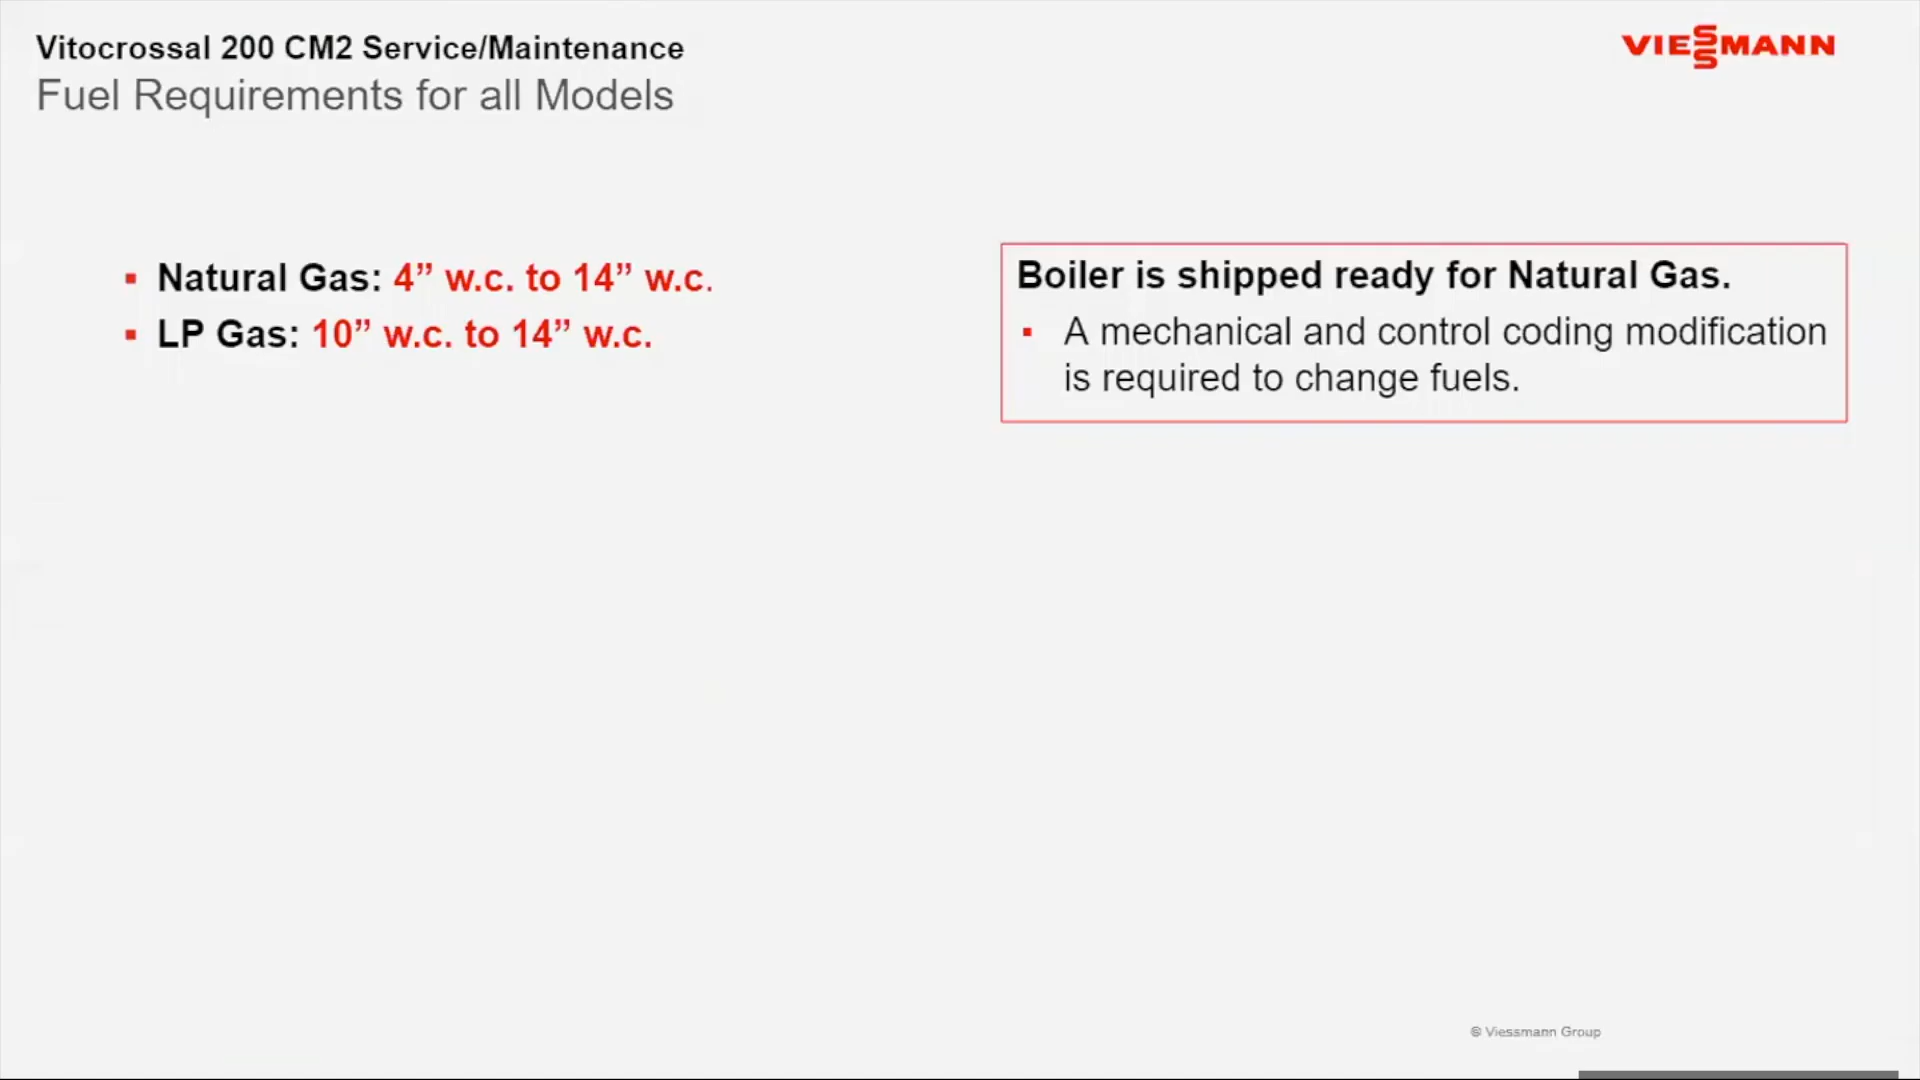 Vitocrossal 200 CM2 Service/Maintenance
Fuel Requirements for all Models
VIESSMANN
▪ Natural Gas: 4” w.c. to 14” w.c.
▪ LP Gas: 10” w.c. to 14” w.c.
Boiler is shipped ready for Natural Gas.
▪ A mechanical and control coding modification
is required to change fuels.
© Viessmann Group